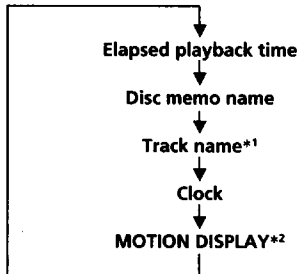 Elapsed playback time
Disc memo name
Track name*1
Clock
MOTION DISPLAY*2